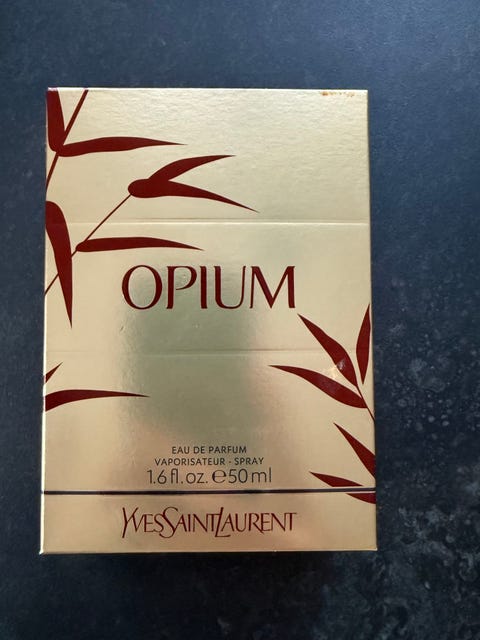 OPIUM
EAU DE PARFUM
VAPORISATEUR - SPRAY
1.6 fl. oz. ℮50 ml
YVESSAINTLAURENT